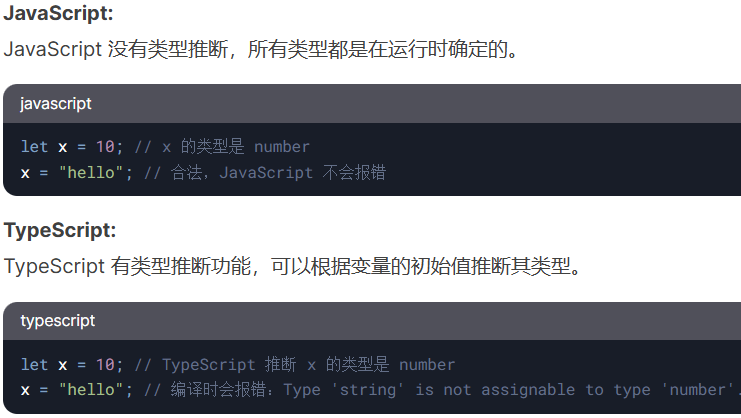 JavaScript:
JavaScript 没有类型推断，所有类型都是在运行时确定的。
javascript
let x = 10; // x 的类型是 number
x = "hello"; // 合法，JavaScript 不会报错
TypeScript:
TypeScript 有类型推断功能，可以根据变量的初始值推断其类型。
typescript
let x = 10; // TypeScript 推断 x 的类型是 number
x = "hello"; // 编译时会报错：Type 'string' is not assignable to type 'number'.